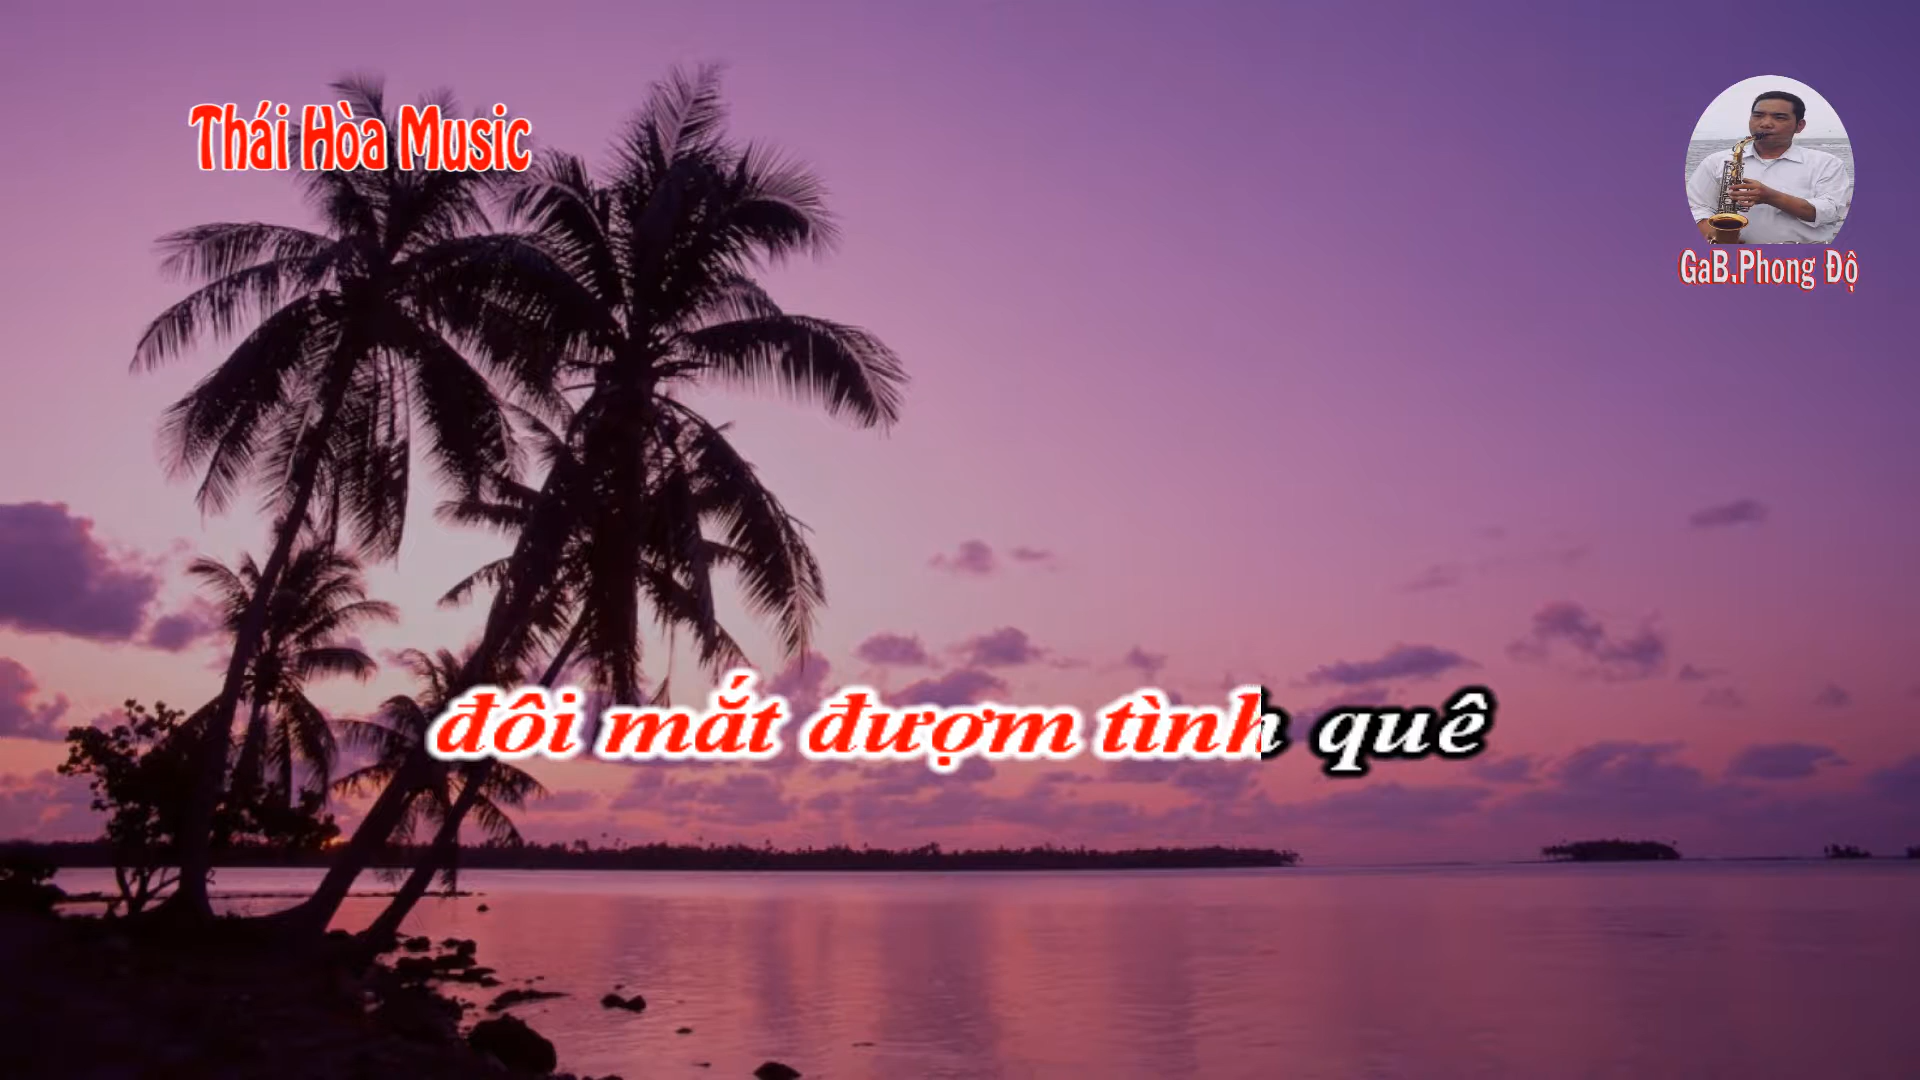 Thái Hòa Music
GaB.Phong Độ
đôi mắt đượm tình quê